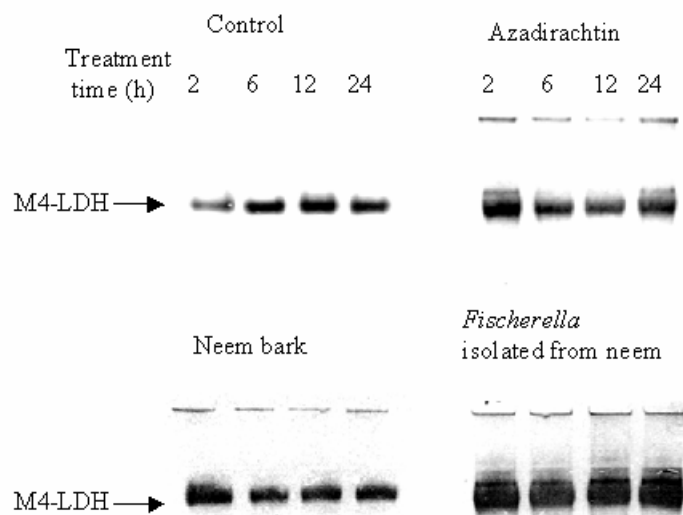 Control
Azadirachtin
Treatment
time (h)
2 6 12 24
2 6 12 24
M4-LDH
Neem bark
Fischerella
isolated from neem
M4-LDH